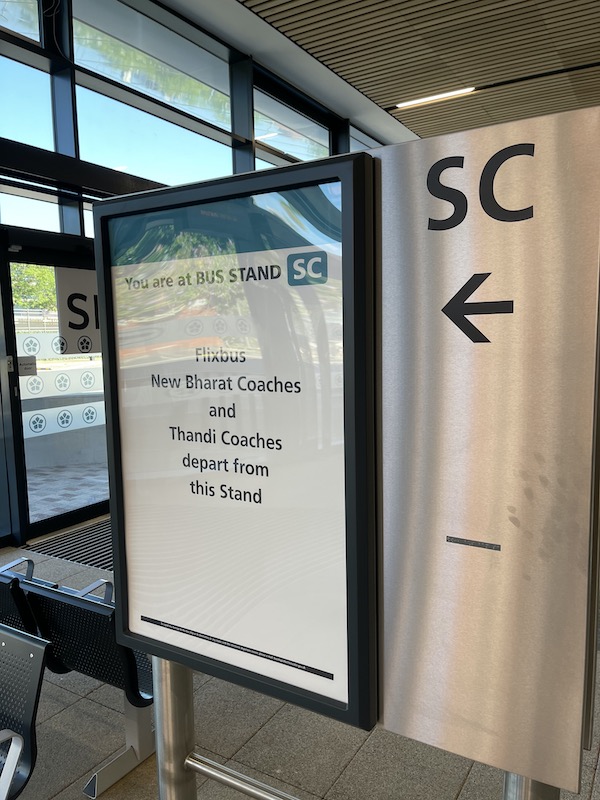 SC
You are at BUS STAND SC
Flixbus
New Bharat Coaches
and
Thandi Coaches
depart from
this Stand